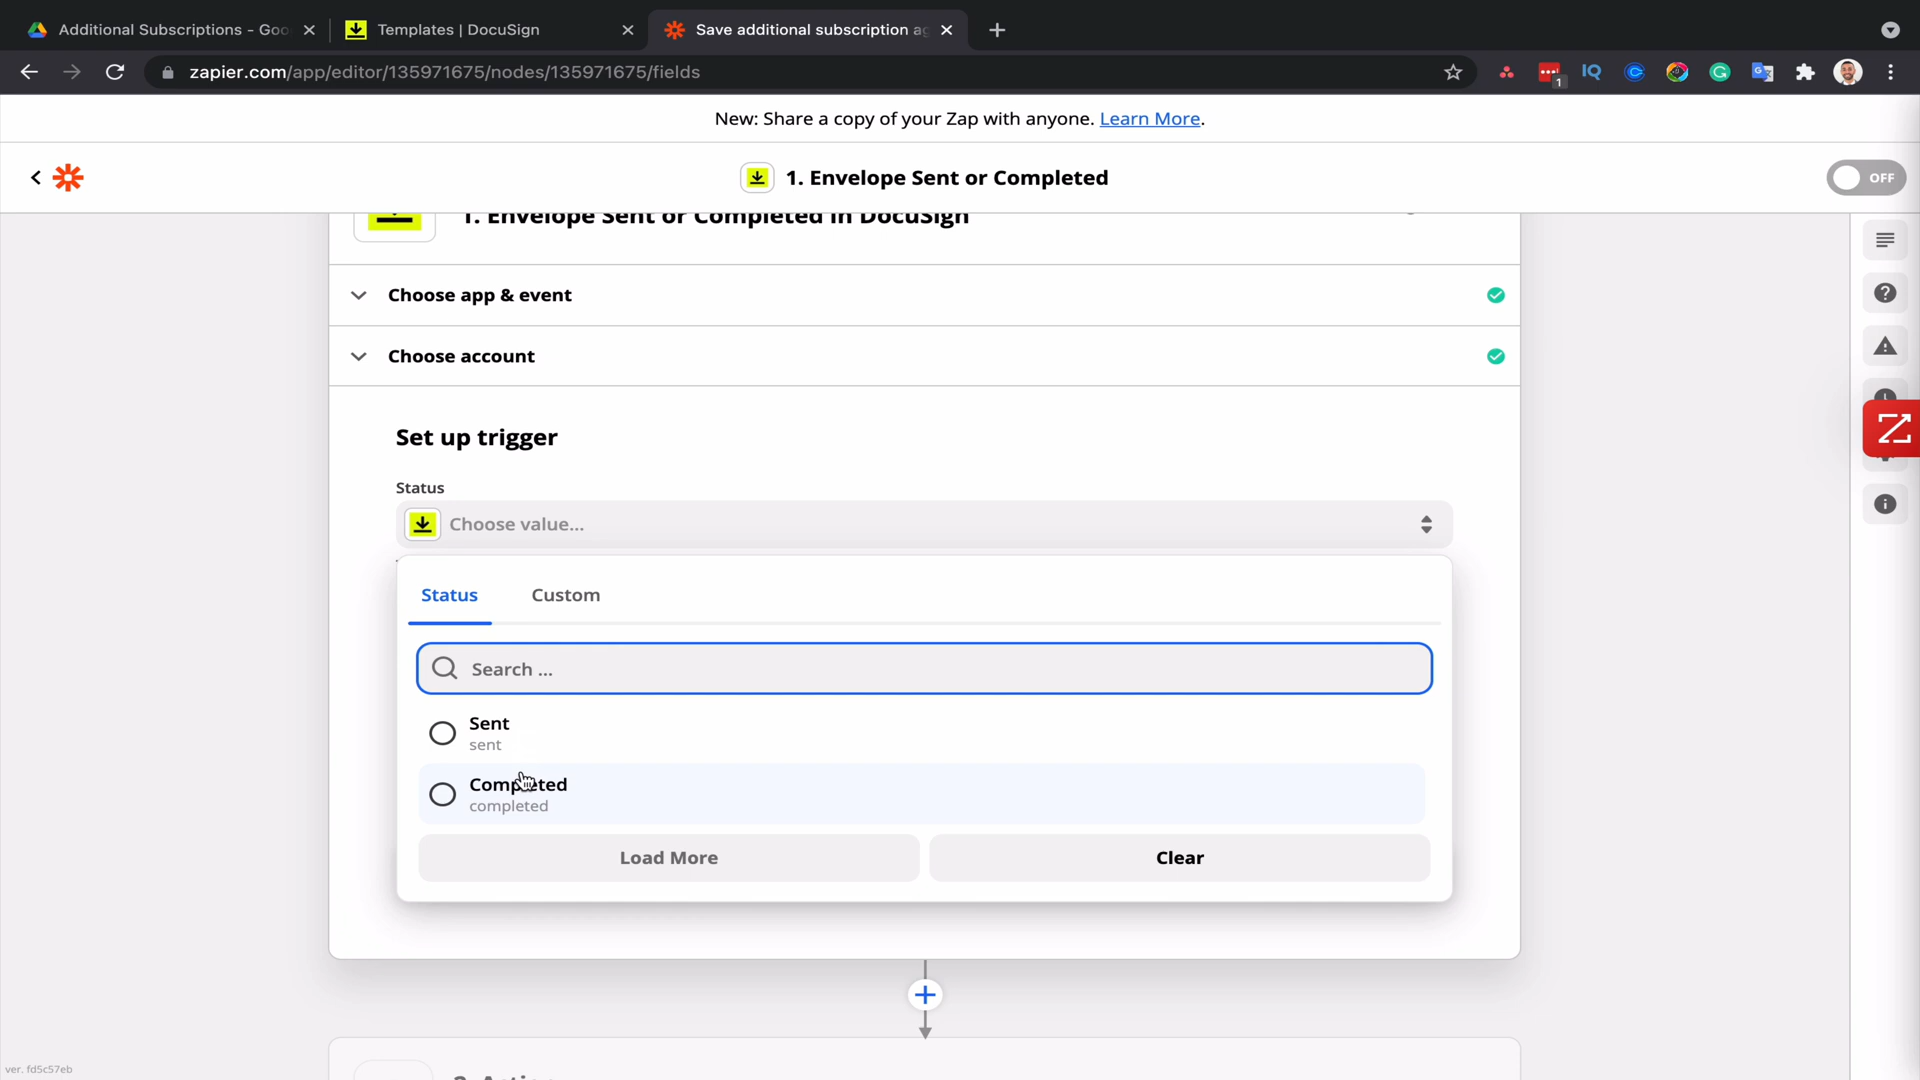 Additional Subscriptions - Goo
Templates | DocuSign
Save additional subscription ag
zapier.com/app/editor/135971675/nodes/135971675/fields
1
New: Share a copy of your Zap with anyone. Learn More.
1. Envelope Sent or Completed
OFF
1. Envelope Sent or Completed in DocuSign
Choose app & event
Choose account
Set up trigger
Status
Choose value...
Status
Custom
Search ...
Sent
sent
Completed
completed
Load More
Clear
2. Action
ver. fd5c57eb